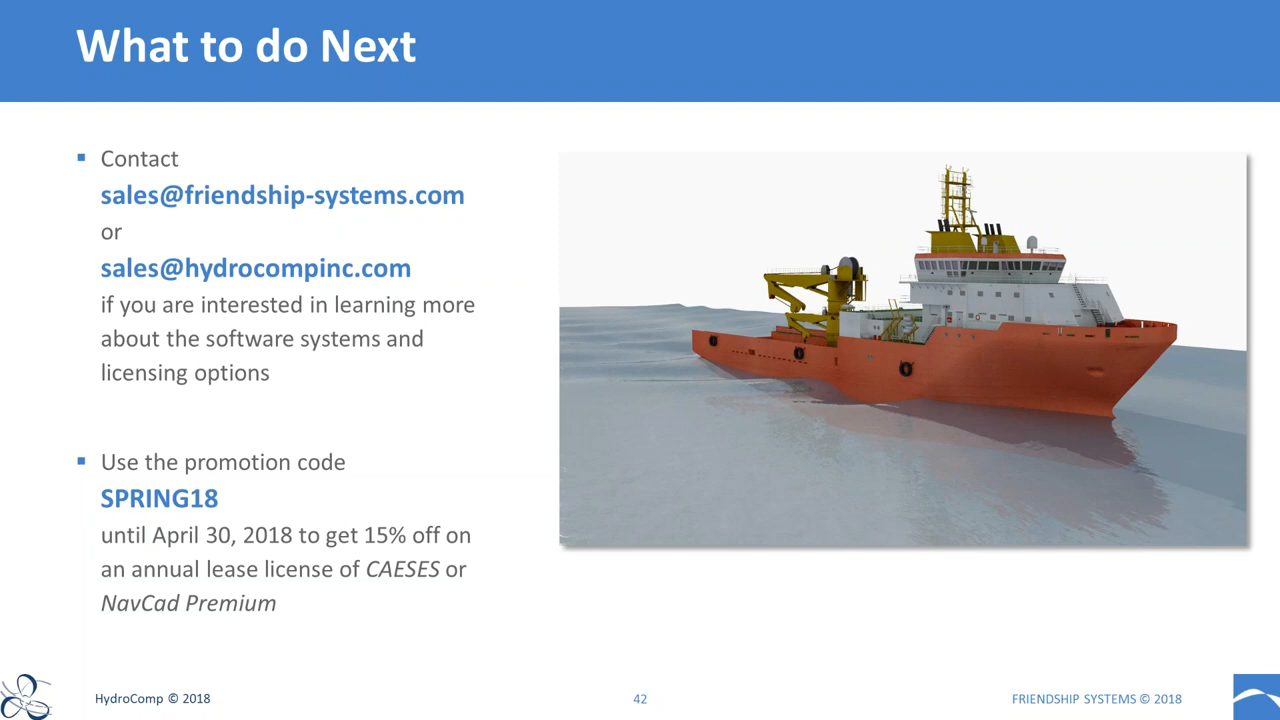 What to do Next
Contact
sales@friendship-systems.com
or
sales@hydrocompinc.com
if you are interested in learning more
about the software systems and
licensing options
Use the promotion code
SPRING18
until April 30, 2018 to get 15% off on
an annual lease license of CAESES or
NavCad Premium
HydroComp © 2018
42
FRIENDSHIP SYSTEMS © 2018